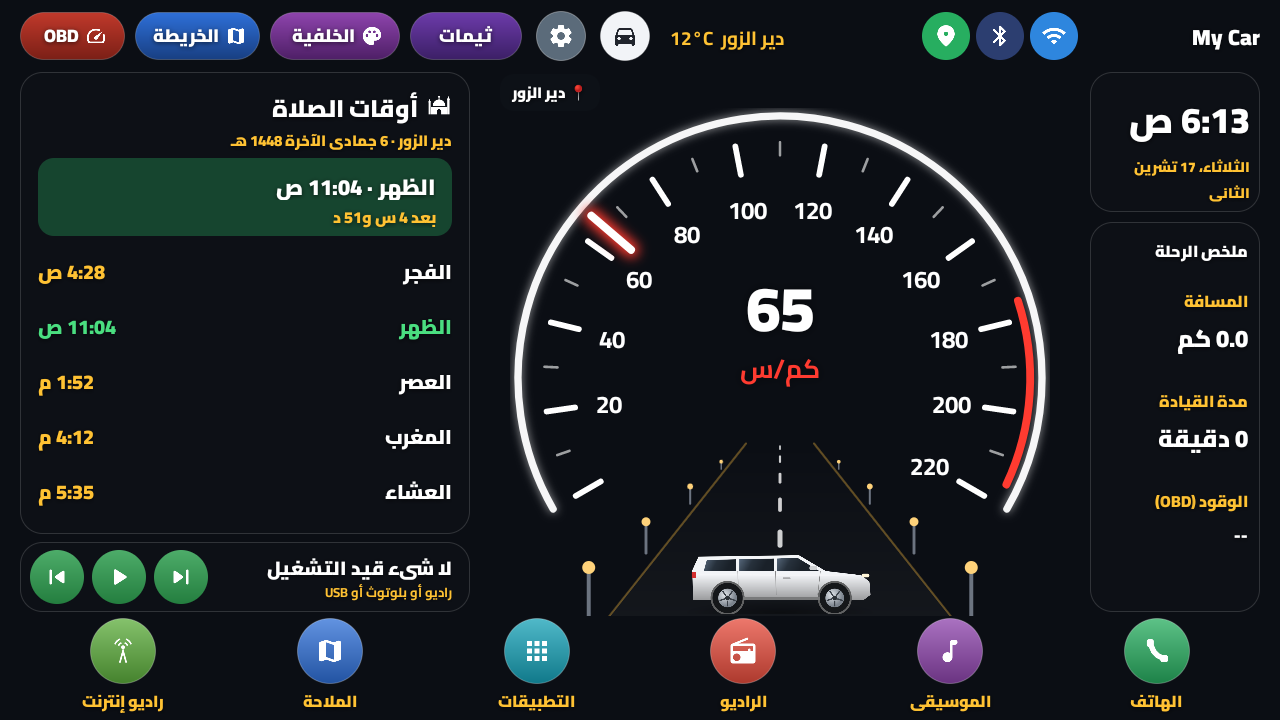 My Car
دير الزور 12°C
ثيمات
الخلفية
الخريطة
OBD
6:13 ص
الثلاثاء، 17 تشرين
الثاني
ملخص الرحلة
المسافة
0.0 كم
مدة القيادة
0 دقيقة
الوقود (OBD)
--
دير الزور
20
40
60
80
100
120
140
160
180
200
220
65
كم/س
أوقات الصلاة
دير الزور · 6 جمادى الآخرة 1448 هـ
الظهر · 11:04 ص
بعد 4 س و51 د
الفجر 4:28 ص
الظهر 11:04 ص
العصر 1:52 م
المغرب 4:12 م
العشاء 5:35 م
لا شيء قيد التشغيل
راديو أو بلوتوث أو USB
الهاتف
الموسيقى
الراديو
التطبيقات
الملاحة
راديو إنترنت